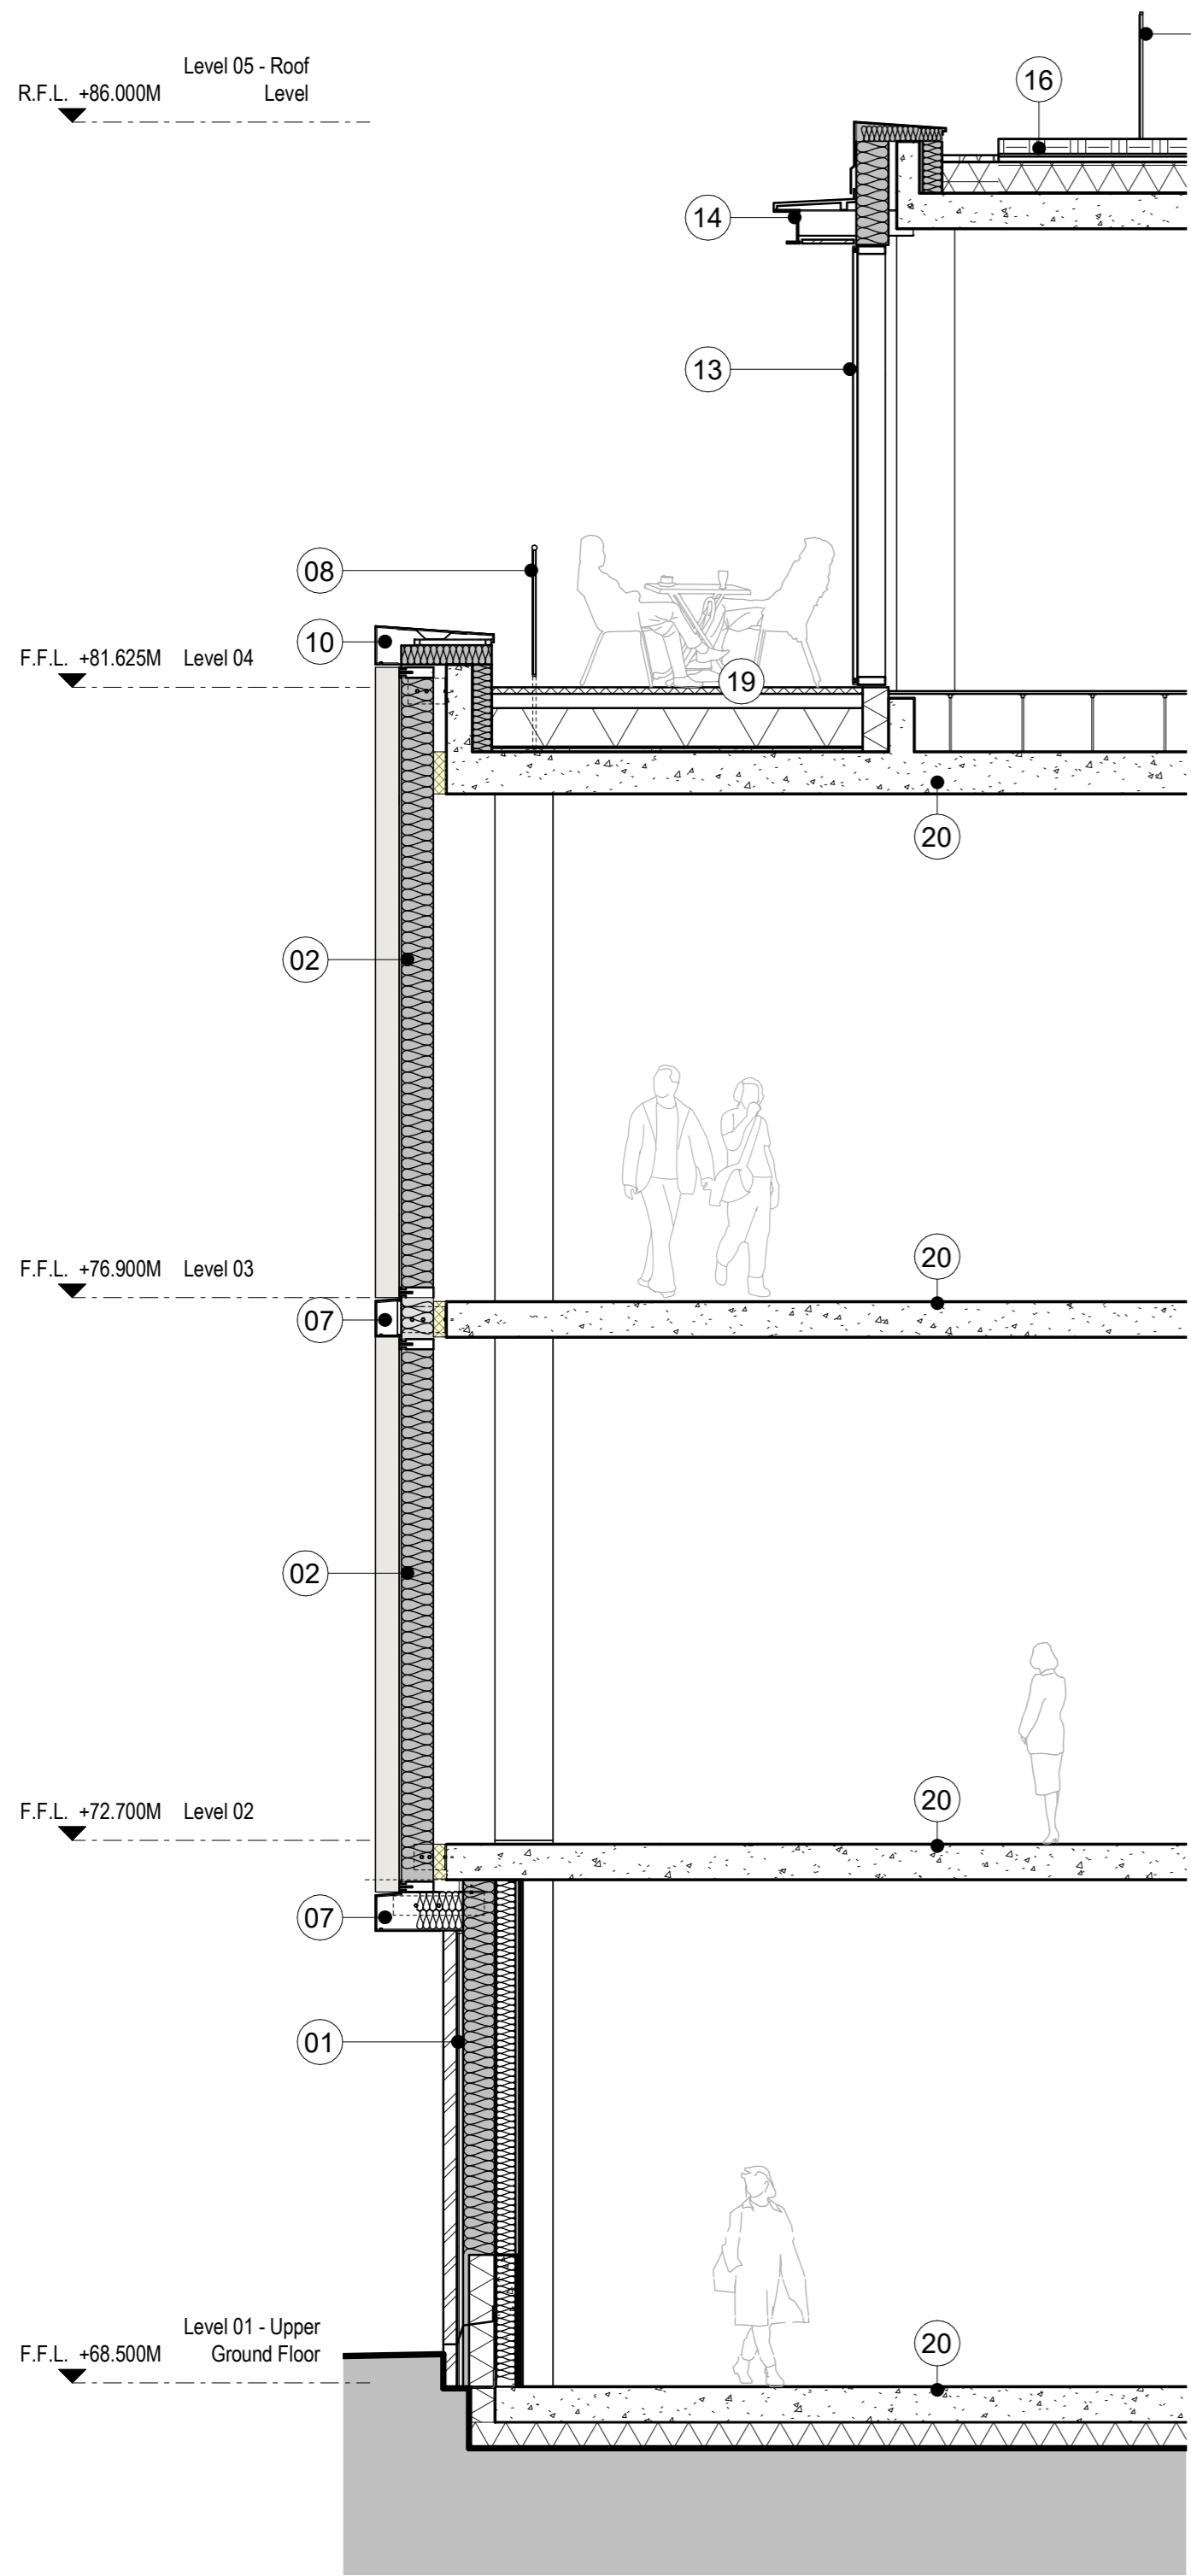 Level 05 - Roof
R.F.L. +86.000M Level
16
14
13
08
10
F.F.L. +81.625M Level 04
19
20
02
F.F.L. +76.900M Level 03
20
07
02
F.F.L. +72.700M Level 02
20
07
01
Level 01 - Upper
F.F.L. +68.500M Ground Floor
20